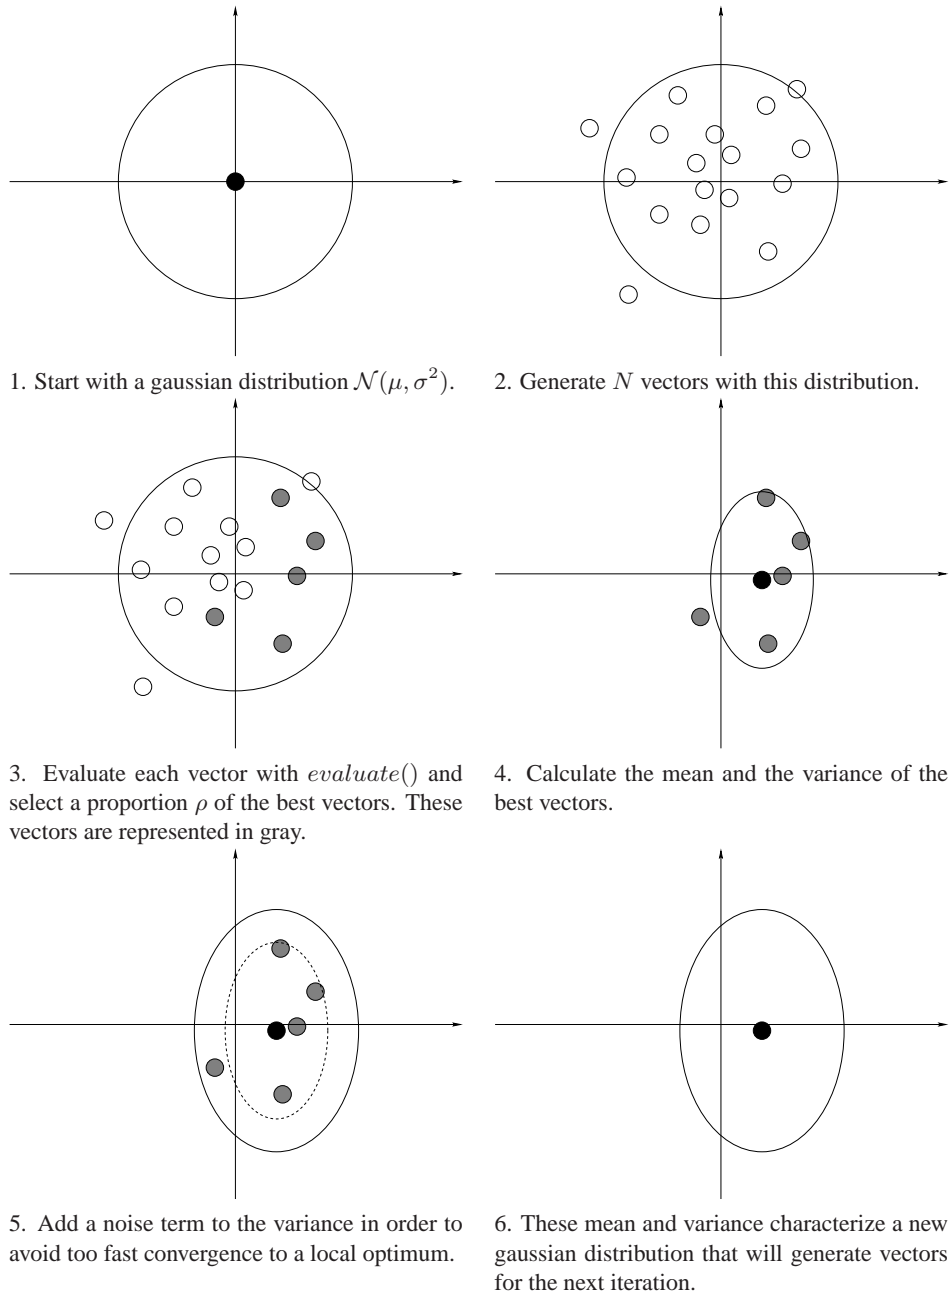 1. Start with a gaussian distribution 𝒩(μ, σ²).
2. Generate N vectors with this distribution.
3. Evaluate each vector with evaluate() and
select a proportion ρ of the best vectors. These
vectors are represented in gray.
4. Calculate the mean and the variance of the
best vectors.
5. Add a noise term to the variance in order to
avoid too fast convergence to a local optimum.
6. These mean and variance characterize a new
gaussian distribution that will generate vectors
for the next iteration.